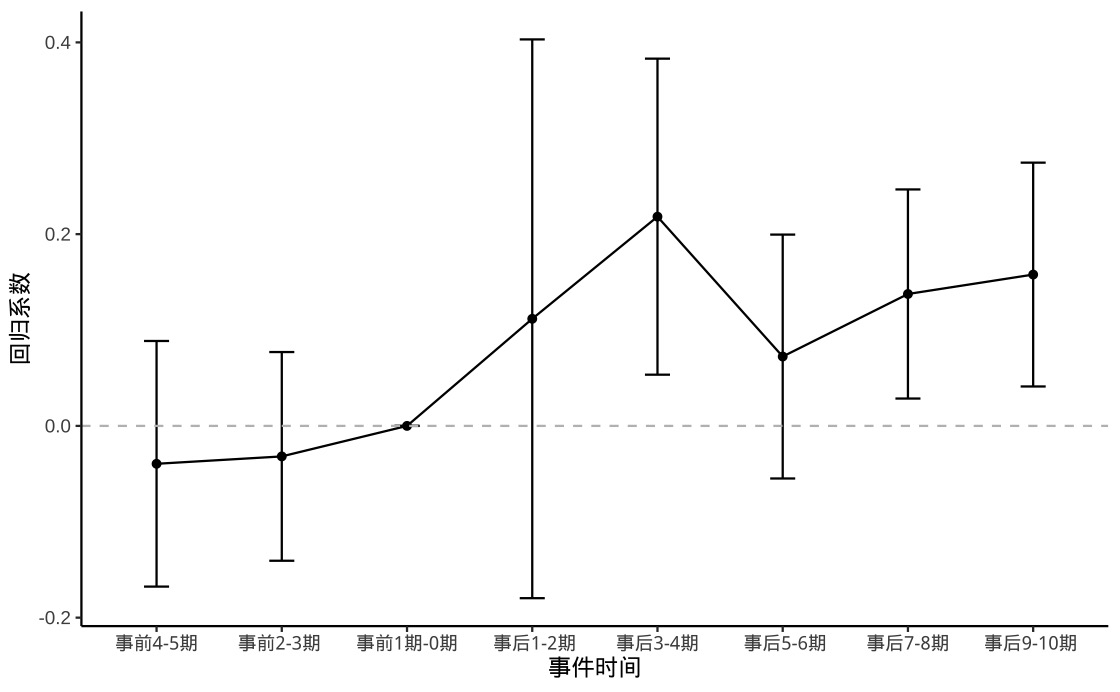 0.4
0.2
0.0
-0.2
回归系数
事前4-5期
事前2-3期
事前1期-0期
事后1-2期
事后3-4期
事后5-6期
事后7-8期
事后9-10期
事件时间